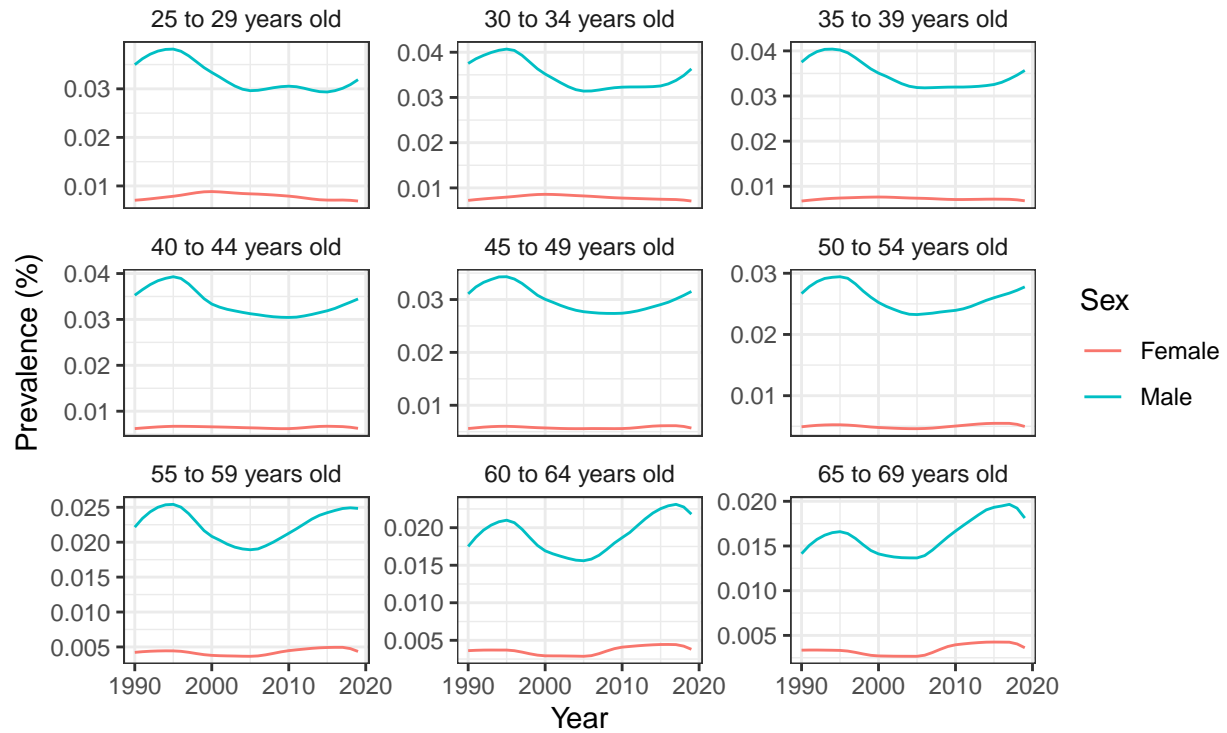 25 to 29 years old
30 to 34 years old
35 to 39 years old
0.03
0.02
0.01
0.04
0.03
0.02
0.01
0.04
0.03
0.02
0.01
40 to 44 years old
45 to 49 years old
50 to 54 years old
0.04
0.03
0.02
0.01
0.03
0.02
0.01
0.03
0.02
0.01
Prevalence (%)
Sex
Female
Male
55 to 59 years old
60 to 64 years old
65 to 69 years old
0.025
0.020
0.015
0.010
0.005
0.020
0.015
0.010
0.005
0.020
0.015
0.010
0.005
1990 2000 2010 2020
1990 2000 2010 2020
1990 2000 2010 2020
Year